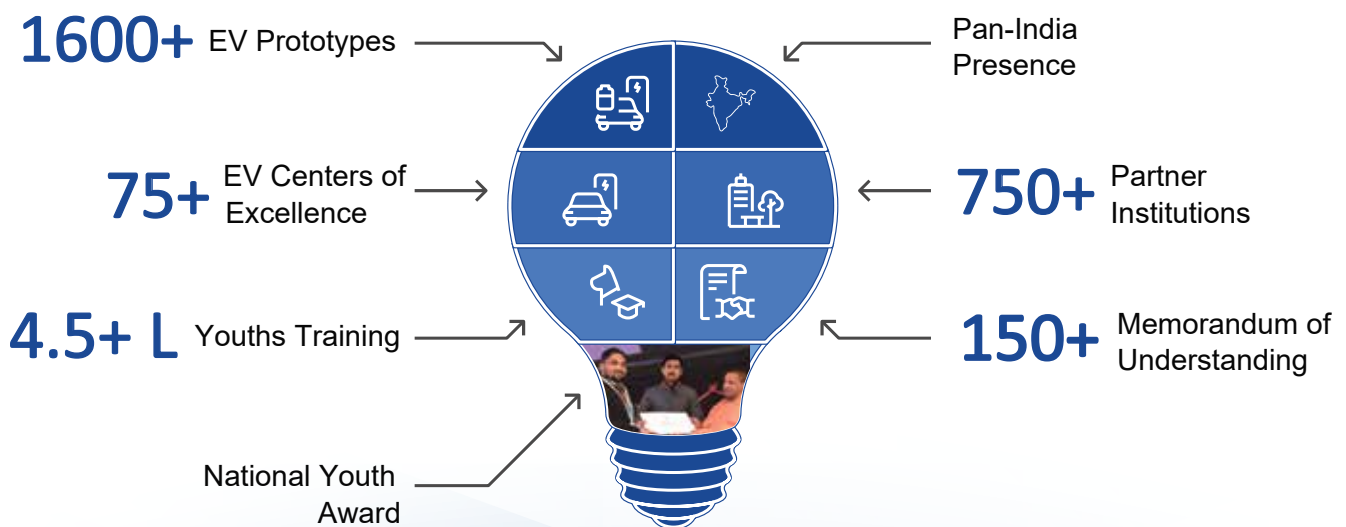 1600+ EV Prototypes
Pan-India
Presence
75+ EV Centers of
Excellence
750+ Partner
Institutions
4.5+ L Youths Training
150+ Memorandum of
Understanding
National Youth
Award